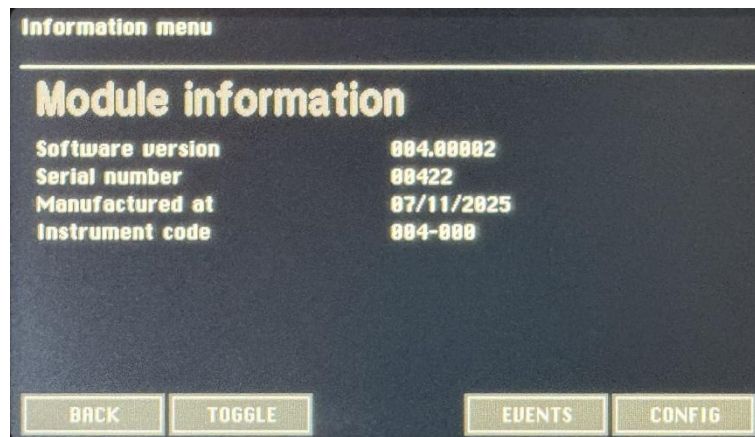 Information menu
Module information
Software version 004.00002
Serial number 00422
Manufactured at 07/11/2025
Instrument code 004-000
BACK TOGGLE EVENTS CONFIG